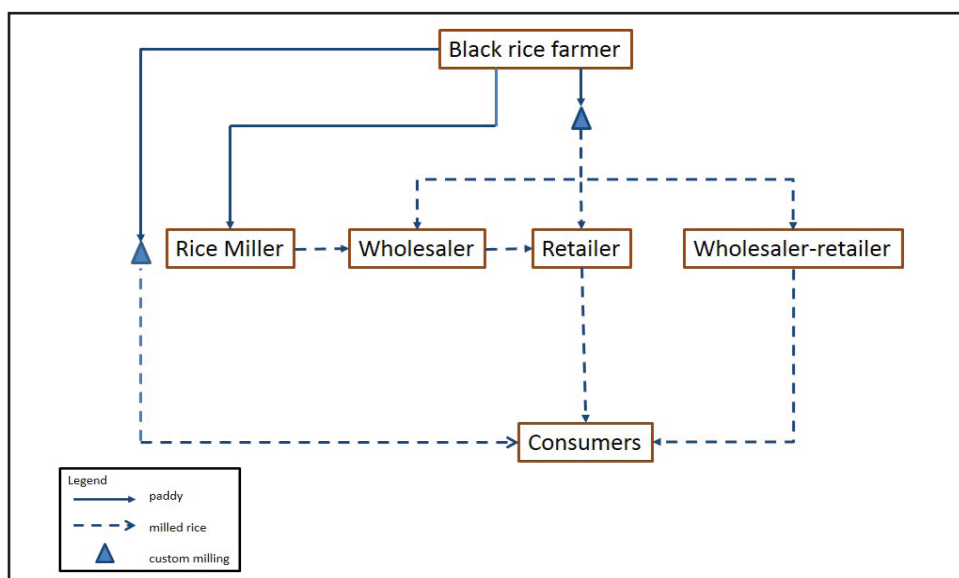 Black rice farmer
Rice Miller
Wholesaler
Retailer
Wholesaler-retailer
Consumers
Legend
paddy
milled rice
custom milling